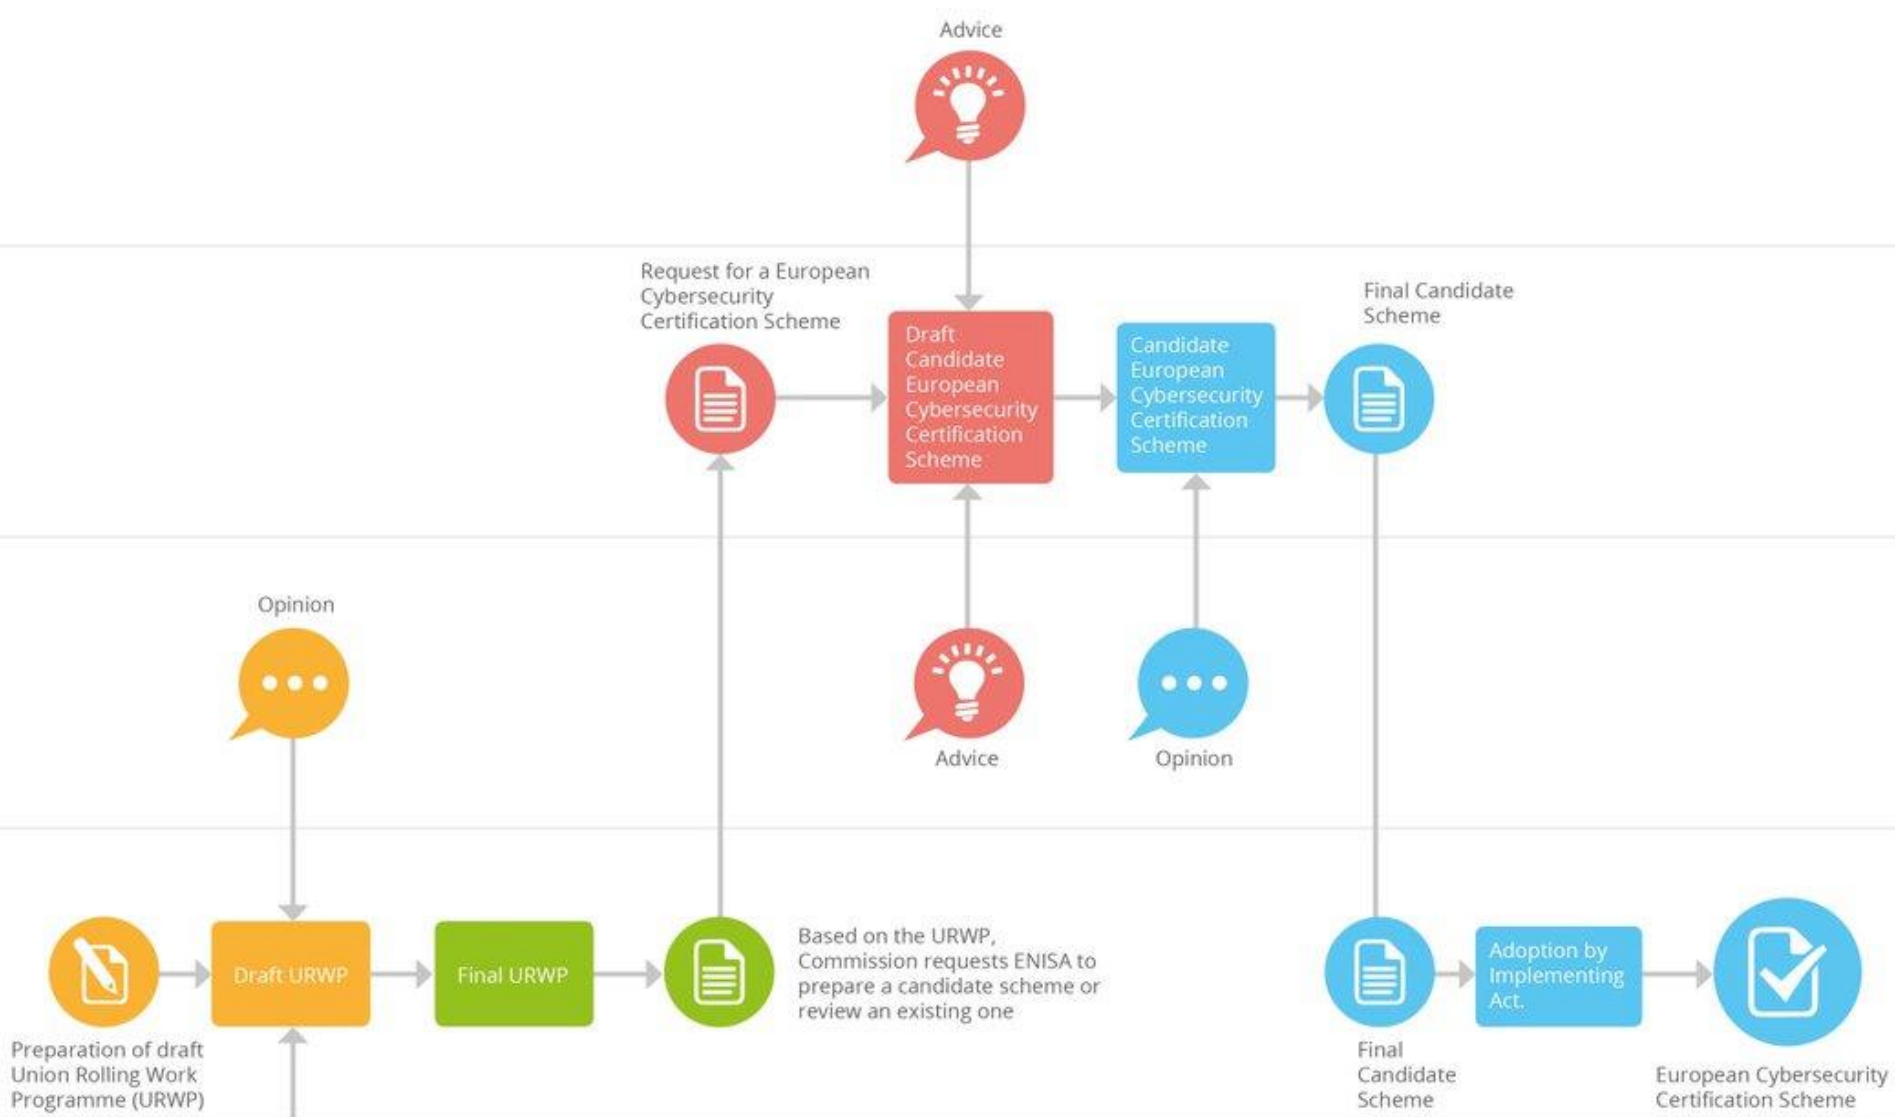 Advice
Request for a European
Cybersecurity
Certification Scheme
Draft
Candidate
European
Cybersecurity
Certification
Scheme
Candidate
European
Cybersecurity
Certification
Scheme
Final Candidate
Scheme
Opinion
Advice
Opinion
Preparation of draft
Union Rolling Work
Programme (URWP)
Draft URWP
Final URWP
Based on the URWP,
Commission requests ENISA to
prepare a candidate scheme or
review an existing one
Final
Candidate
Scheme
Adoption by
Implementing
Act.
European Cybersecurity
Certification Scheme